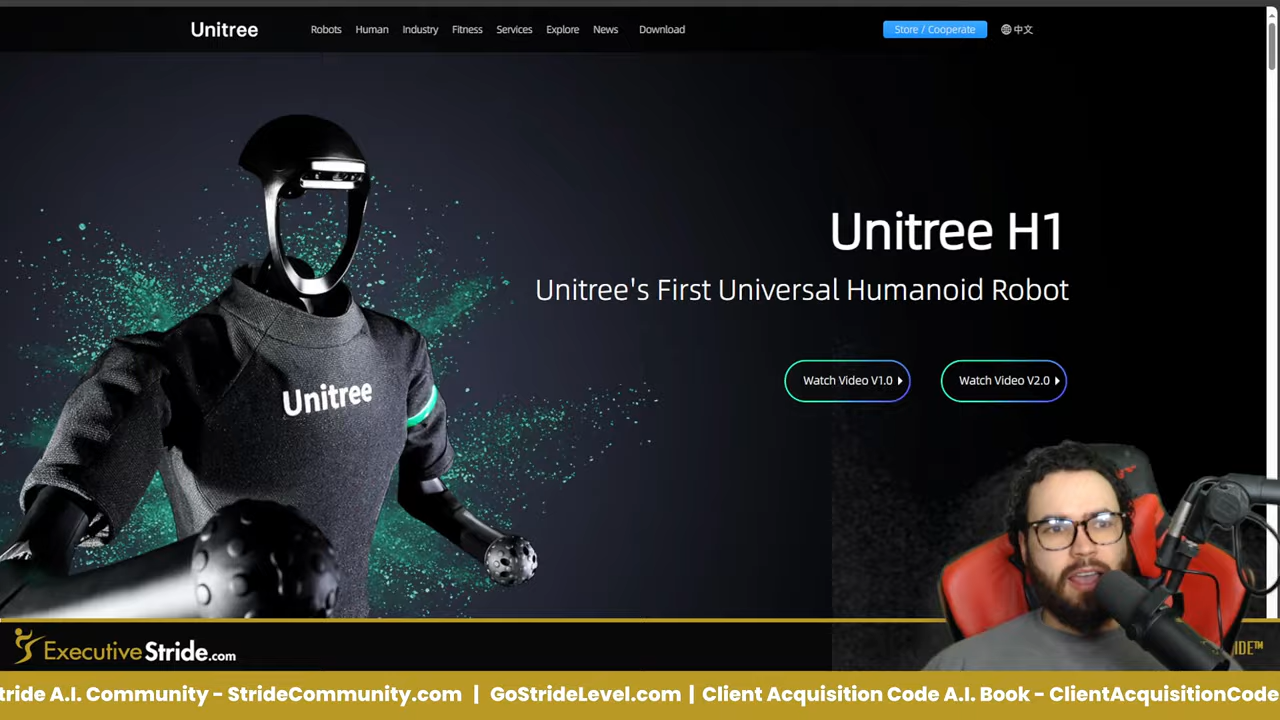 Unitree
Robots Human Industry Fitness Services Explore News Download
Store / Cooperate
中文
Unitree H1
Unitree's First Universal Humanoid Robot
Watch Video V1.0
Watch Video V2.0
Unitree
ExecutiveStride.com
IDE™
tride A.I. Community - StrideCommunity.com | GoStrideLevel.com | Client Acquisition Code A.I. Book - ClientAcquisitionCode